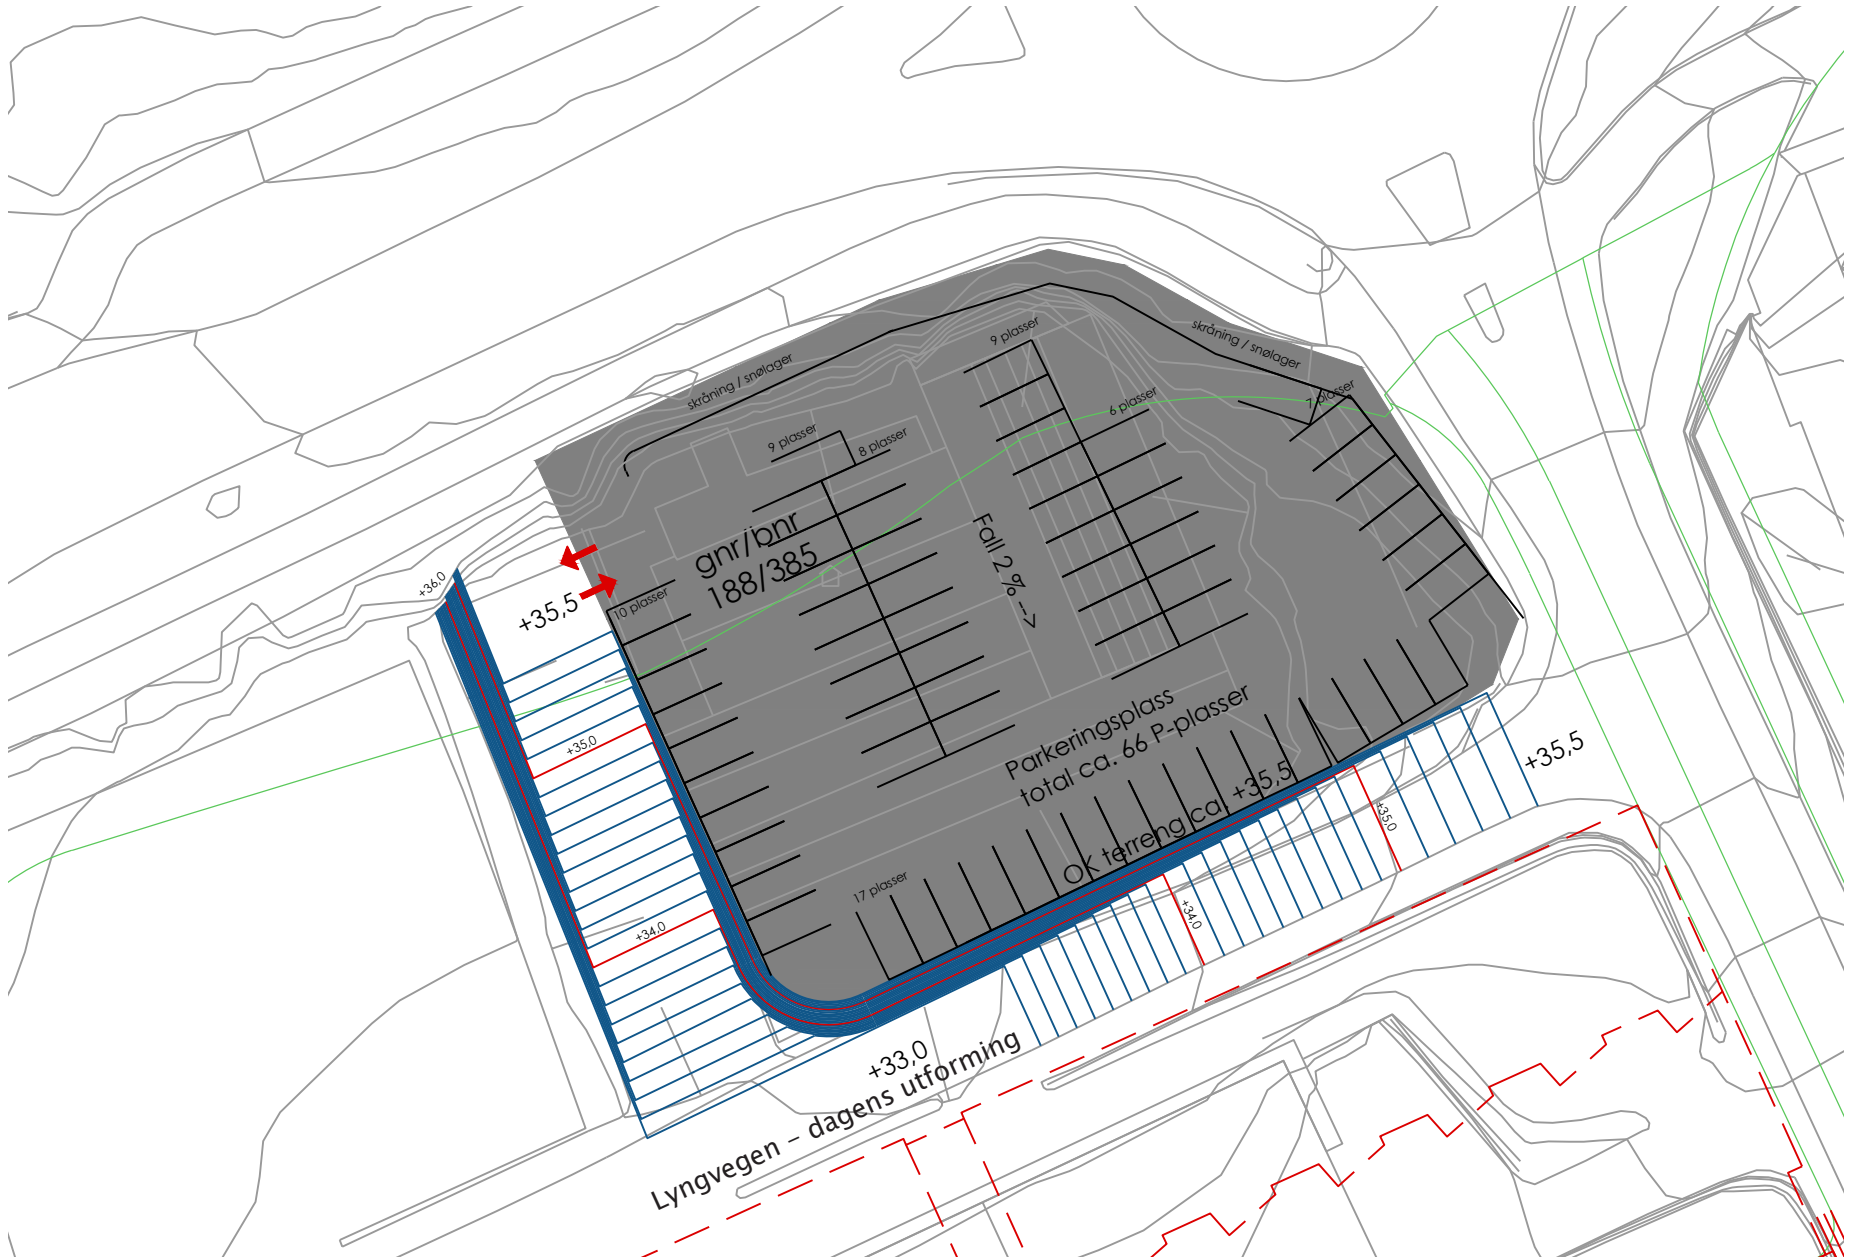 9 plasser
skråning / snølager
skråning / snølager
6 plasser
7 plasser
9 plasser
8 plasser
gnr/bnr
188/385
Fall 2 % -->
+36,0
+35,5
10 plasser
+35,0
+34,0
Parkeringsplass
total ca. 66 P-plasser
OK terreng ca. +35,5
17 plasser
+35,5
+35,0
+34,0
+33,0
Lyngvegen - dagens utforming